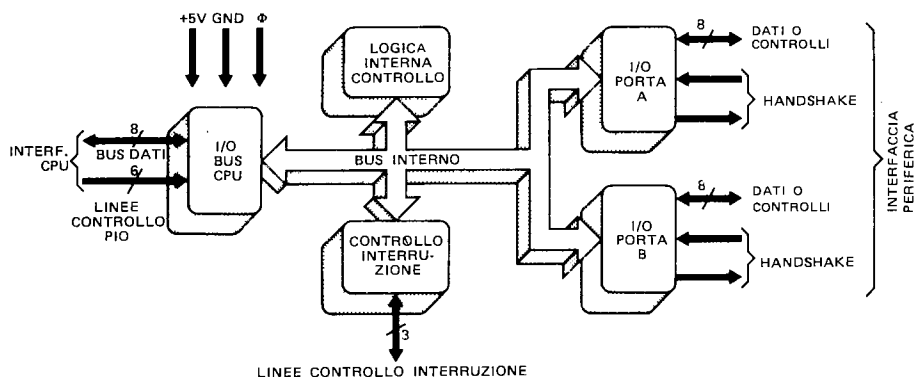 +5V GND Φ
LOGICA
INTERNA
CONTROLLO
INTERF.
CPU
8
BUS DATI
6
LINEE
CONTROLLO
PIO
I/O
BUS
CPU
BUS INTERNO
CONTROLLO
INTERRU-
ZIONE
3
LINEE CONTROLLO INTERRUZIONE
I/O
PORTA
A
8
DATI O
CONTROLLI
HANDSHAKE
I/O
PORTA
B
8
DATI O
CONTROLLI
HANDSHAKE
INTERFACCIA
PERIFERICA